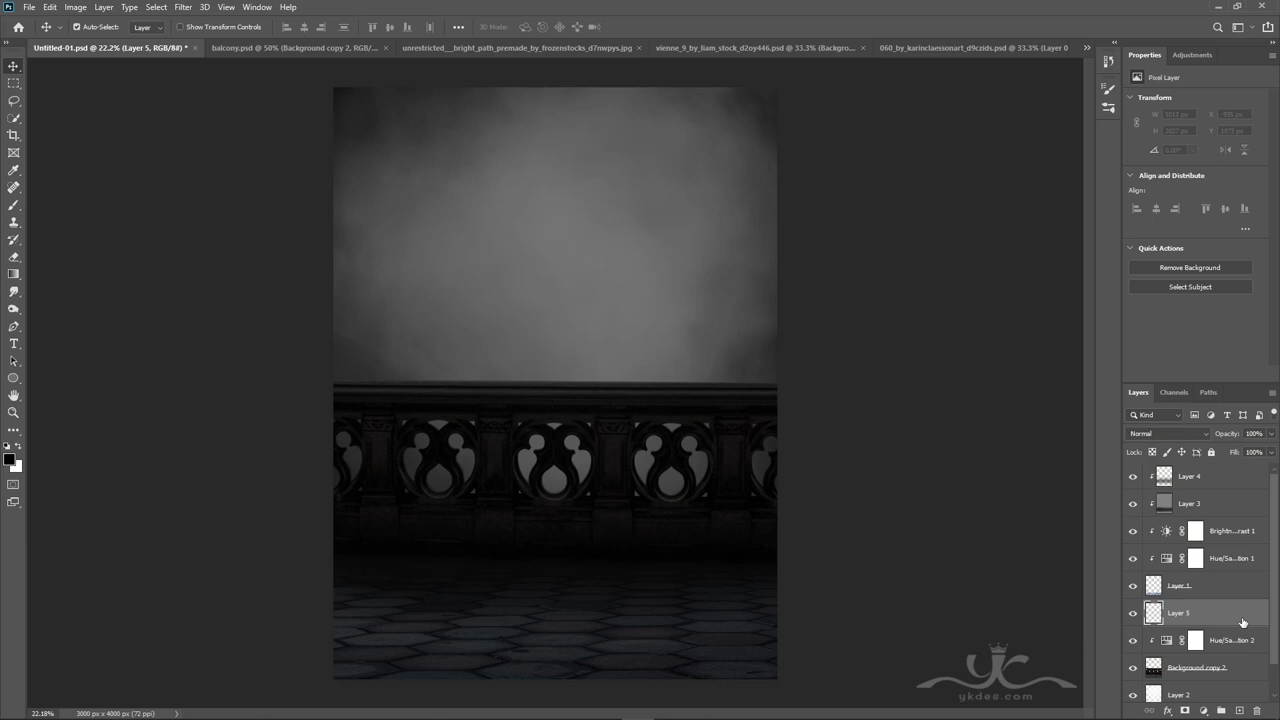 File Edit Image Layer Type Select Filter 3D View Window Help
Auto-Select: Layer Show Transform Controls 3D Mode:
Untitled-01.psd @ 22.2% (Layer 5, RGB/8#) * × balcony.psd @ 50% (Background copy 2, RGB/... × unrestricted__bright_path_premade_by_frozenstocks_d7nwpys.jpg × vienne_9_by_liam_stock_d2oy446.psd @ 33.3% (Backgro... × 060_by_karinclaessonart_d9czids.psd @ 33.3% (Layer 0
Properties Adjustments
Pixel Layer
Transform
Align and Distribute
Align:
Quick Actions
Remove Background
Select Subject
Layers Channels Paths
Kind
Normal Opacity: 100%
Lock: Fill: 100%
Layer 4
Layer 3
Brightn...rast 1
Hue/Sa...tion 1
Layer 1
Layer 5
Hue/Sa...tion 2
Background copy 2
Layer 2
yc
ykdes.com
22.18% 3000 px x 4000 px (72 ppi)